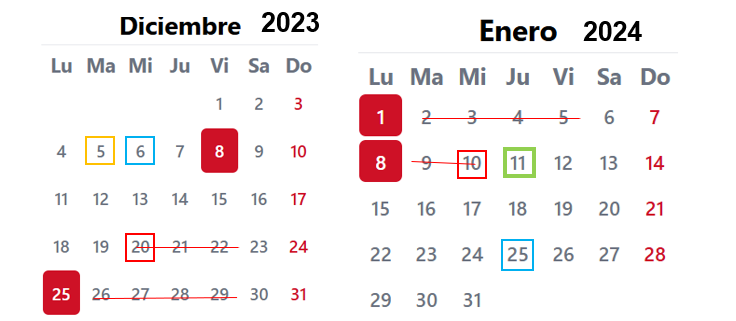 Diciembre 2023
Lu Ma Mi Ju Vi Sa Do
1 2 3
4 5 6 7 8 9 10
11 12 13 14 15 16 17
18 19 20 21 22 23 24
25 26 27 28 29 30 31
Enero 2024
Lu Ma Mi Ju Vi Sa Do
1 2 3 4 5 6 7
8 9 10 11 12 13 14
15 16 17 18 19 20 21
22 23 24 25 26 27 28
29 30 31